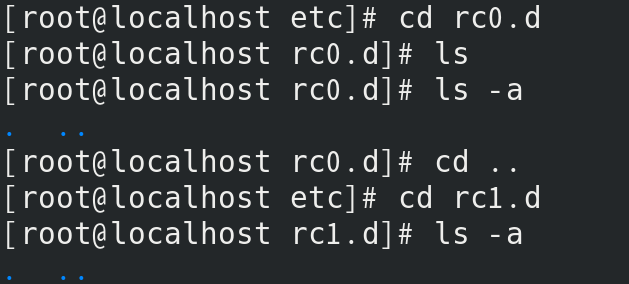 [root@localhost etc]# cd rc0.d
[root@localhost rc0.d]# ls
[root@localhost rc0.d]# ls -a
.  ..
[root@localhost rc0.d]# cd ..
[root@localhost etc]# cd rc1.d
[root@localhost rc1.d]# ls -a
.  ..